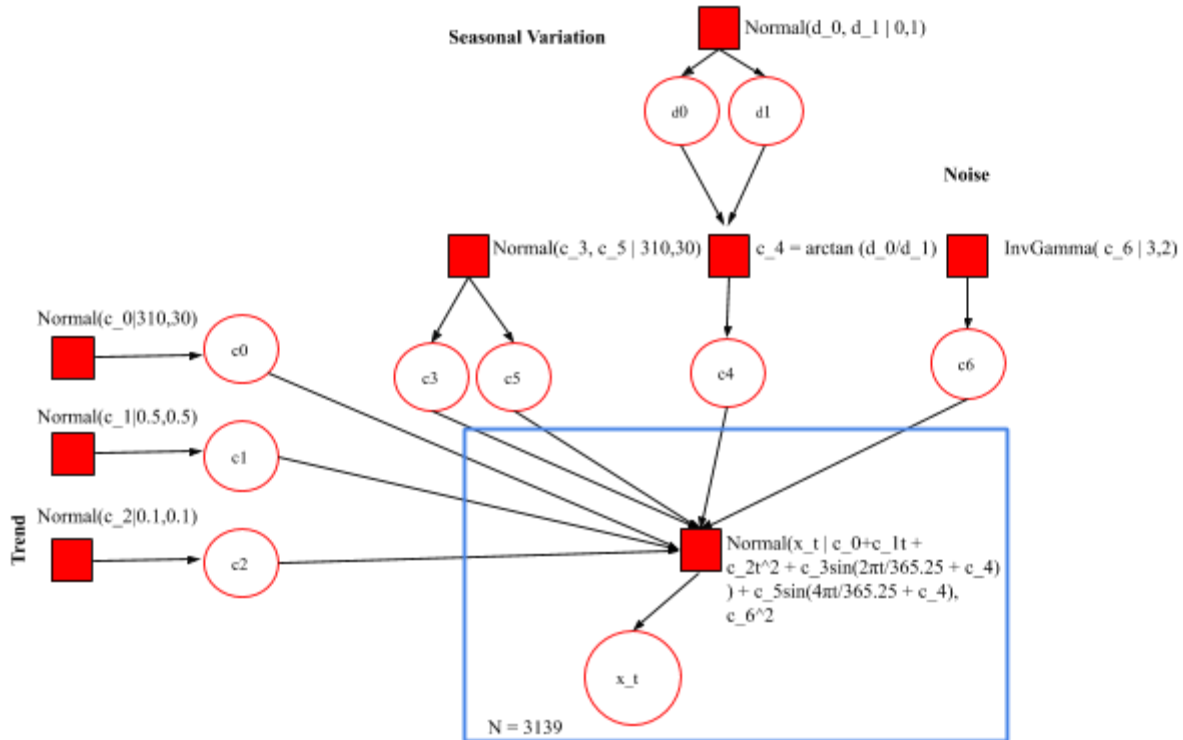 Seasonal Variation
Normal(d_0, d_1 | 0,1)
d0
d1
Noise
Normal(c_3, c_5 | 310,30)
c_4 = arctan (d_0/d_1)
InvGamma( c_6 | 3,2)
Normal(c_0|310,30)
c0
c3
c5
c4
c6
Normal(c_1|0.5,0.5)
c1
Trend
Normal(c_2|0.1,0.1)
c2
Normal(x_t | c_0+c_1t +
c_2t^2 + c_3sin(2πt/365.25 + c_4)
) + c_5sin(4πt/365.25 + c_4),
c_6^2
x_t
N = 3139